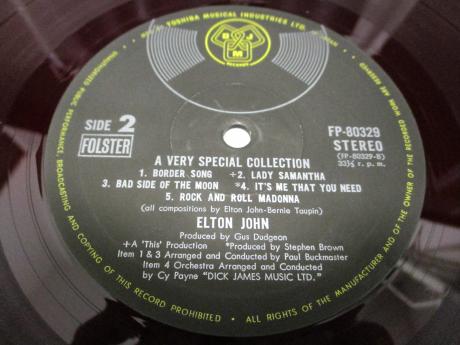 MUSICAL INDUSTRIES LTD.
DJM
RECORDS
SIDE 2
FOLSTER
FP-80329
STEREO
(FP-80329-B)
33⅓ r. p. m.
A VERY SPECIAL COLLECTION
1. BORDER SONG +2. LADY SAMANTHA
3. BAD SIDE OF THE MOON *4. IT'S ME THAT YOU NEED
5. ROCK AND ROLL MADONNA
(all compositions by Elton John-Bernie Taupin)
ELTON JOHN
Produced by Gus Dudgeon
+A 'This' Production *Produced by Stephen Brown
Item 1 & 3 Arranged and Conducted by Paul Buckmaster
Item 4 Orchestra Arranged and Conducted
by Cy Payne "DICK JAMES MUSIC LTD."
UNAUTHORISED PUBLIC PERFORMANCE, BROADCASTING AND COPYING OF THIS RECORD PROHIBITED • ALL RIGHTS OF THE MANUFACTURER AND OF THE OWNER OF THE RECORDED WORK ARE RESERVED